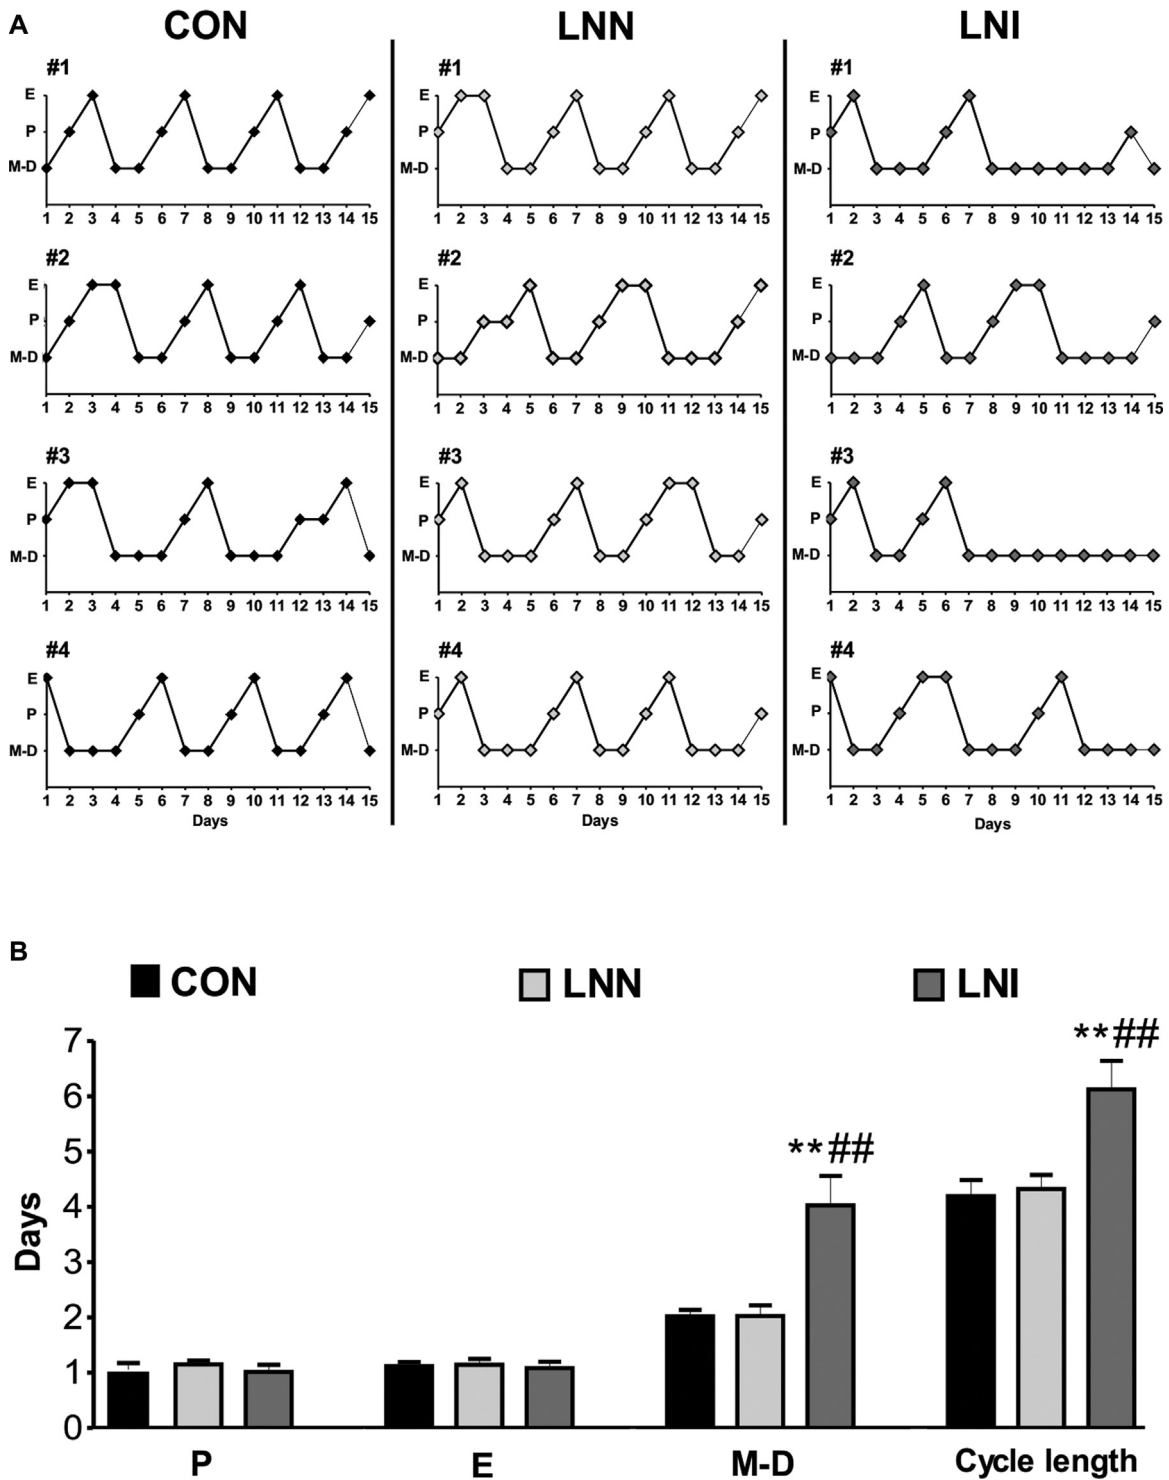 A
CON LNN LNI
#1 #1 #1
E E E
P P P
M-D M-D M-D
1 2 3 4 5 6 7 8 9 10 11 12 13 14 15 1 2 3 4 5 6 7 8 9 10 11 12 13 14 15 1 2 3 4 5 6 7 8 9 10 11 12 13 14 15
#2 #2 #2
E E E
P P P
M-D M-D M-D
1 2 3 4 5 6 7 8 9 10 11 12 13 14 15 1 2 3 4 5 6 7 8 9 10 11 12 13 14 15 1 2 3 4 5 6 7 8 9 10 11 12 13 14 15
#3 #3 #3
E E E
P P P
M-D M-D M-D
1 2 3 4 5 6 7 8 9 10 11 12 13 14 15 1 2 3 4 5 6 7 8 9 10 11 12 13 14 15 1 2 3 4 5 6 7 8 9 10 11 12 13 14 15
#4 #4 #4
E E E
P P P
M-D M-D M-D
1 2 3 4 5 6 7 8 9 10 11 12 13 14 15 1 2 3 4 5 6 7 8 9 10 11 12 13 14 15 1 2 3 4 5 6 7 8 9 10 11 12 13 14 15
Days Days Days
B
CON LNN LNI
Days
7
6
5
4
3
2
1
0
**##
**##
P E M-D Cycle length